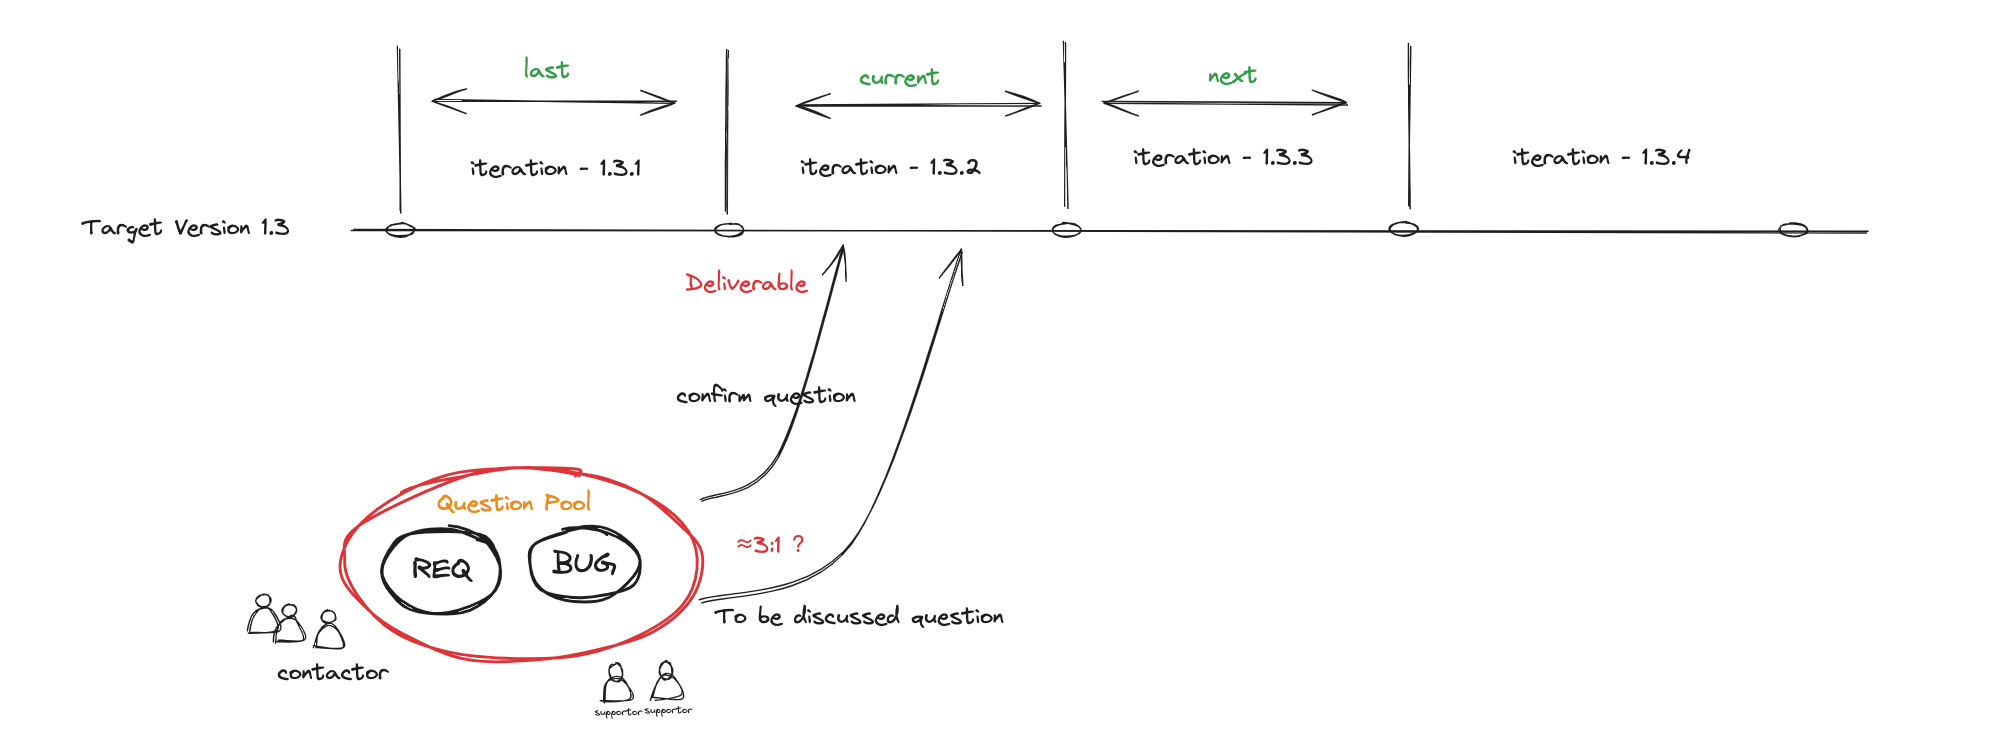 last
current
next
iteration - 1.3.1
iteration - 1.3.2
iteration - 1.3.3
iteration - 1.3.4
Target Version 1.3
Deliverable
confirm question
Question Pool
REQ
BUG
≈3:1 ?
To be discussed question
contactor
supportor
supportor